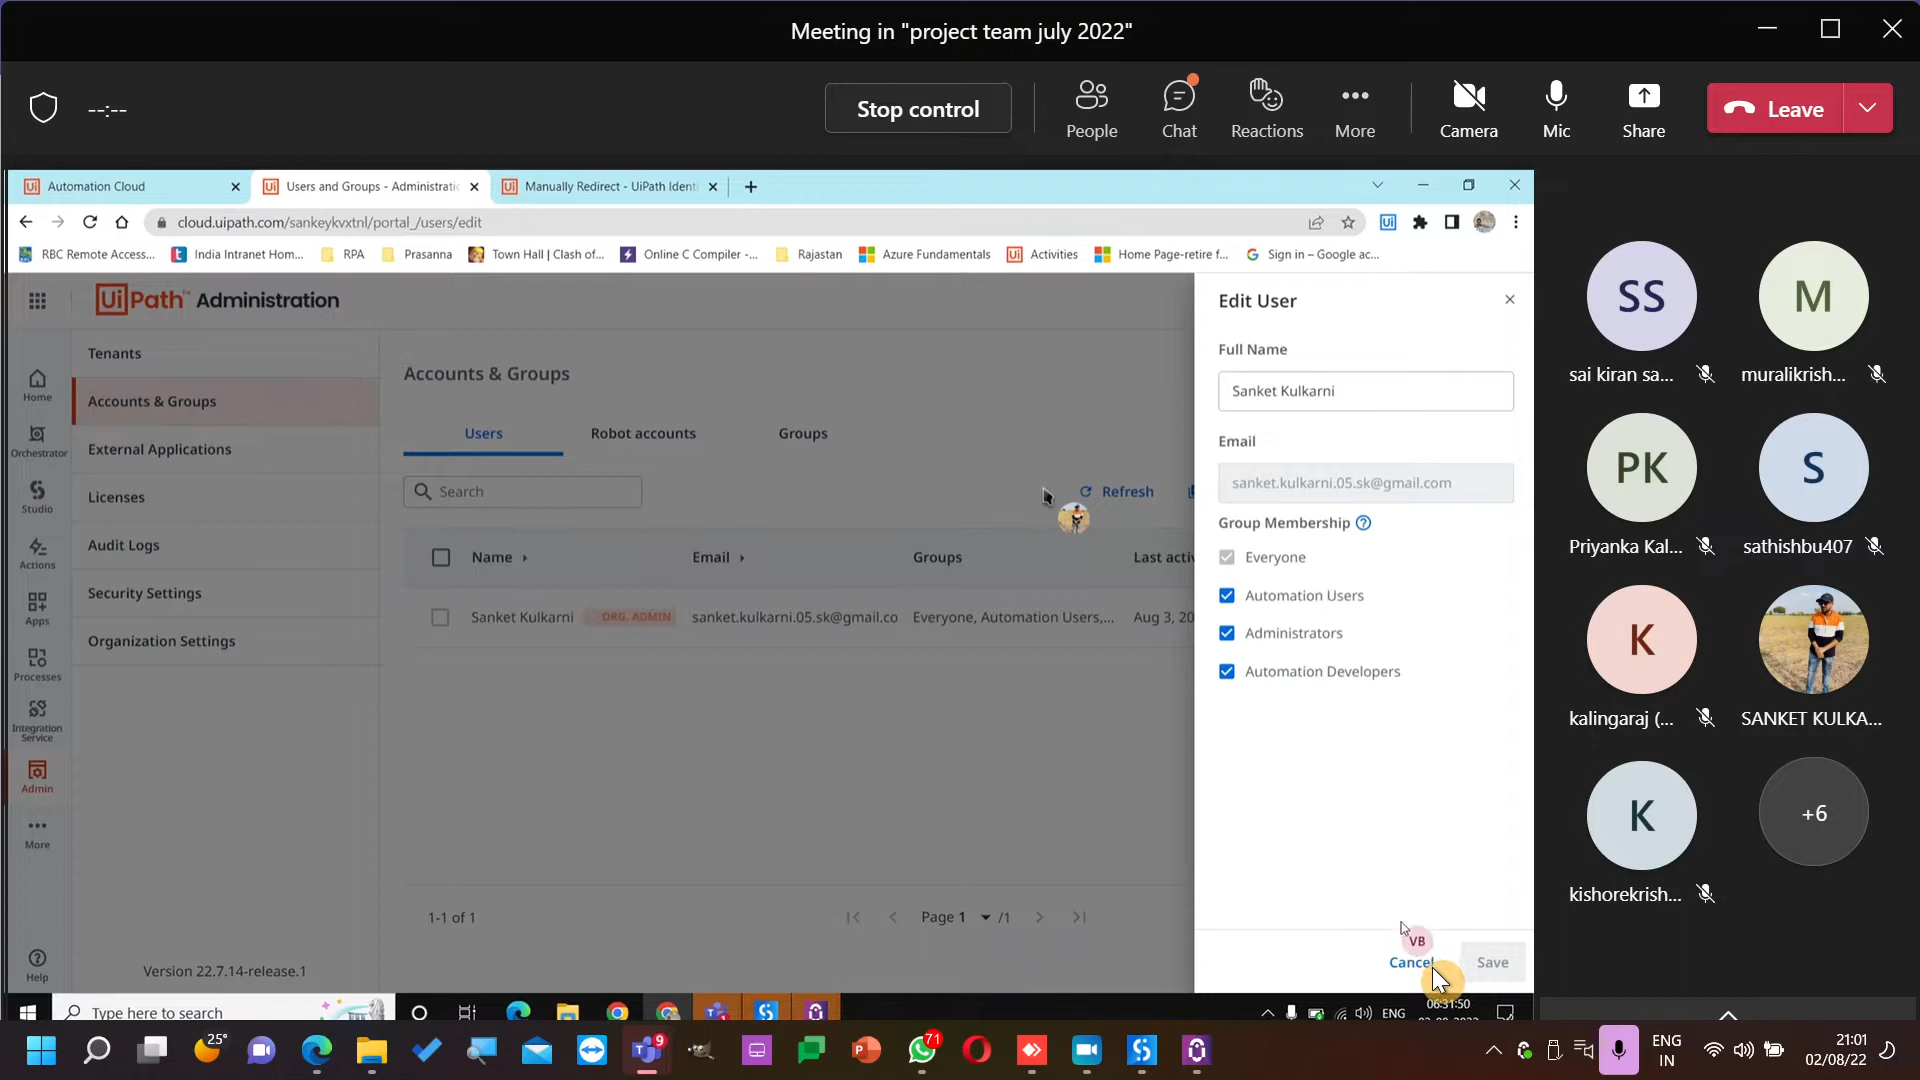 Meeting in "project team july 2022"
--:--
Stop control
People
Chat
Reactions
More
Camera
Mic
Share
Leave
Automation Cloud
Users and Groups - Administratic
Manually Redirect - UiPath Ident
cloud.uipath.com/sankeykvxtnl/portal_/users/edit
RBC Remote Access...
India Intranet Hom...
RPA
Prasanna
Town Hall | Clash of...
Online C Compiler -...
Rajastan
Azure Fundamentals
Activities
Home Page-retire f...
Sign in – Google ac...
UiPath™ Administration
Home
Orchestrator
Studio
Actions
Apps
Processes
Integration
Service
Admin
More
Help
Tenants
Accounts & Groups
External Applications
Licenses
Audit Logs
Security Settings
Organization Settings
Version 22.7.14-release.1
Accounts & Groups
Users
Robot accounts
Groups
Search
Refresh
Name
Email
Groups
Last activ
Sanket Kulkarni
ORG. ADMIN
sanket.kulkarni.05.sk@gmail.co
Everyone, Automation Users,...
Aug 3, 20
1-1 of 1
Page 1
/1
Edit User
Full Name
Sanket Kulkarni
Email
sanket.kulkarni.05.sk@gmail.com
Group Membership
Everyone
Automation Users
Administrators
Automation Developers
VB
Cancel
Save
Type here to search
ENG
06:31:50
SS
sai kiran sa...
M
muralikrish...
PK
Priyanka Kal...
S
sathishbu407
K
kalingaraj (...
SANKET KULKA...
K
kishorekrish...
+6
25°
9
71
ENG
IN
21:01
02/08/22